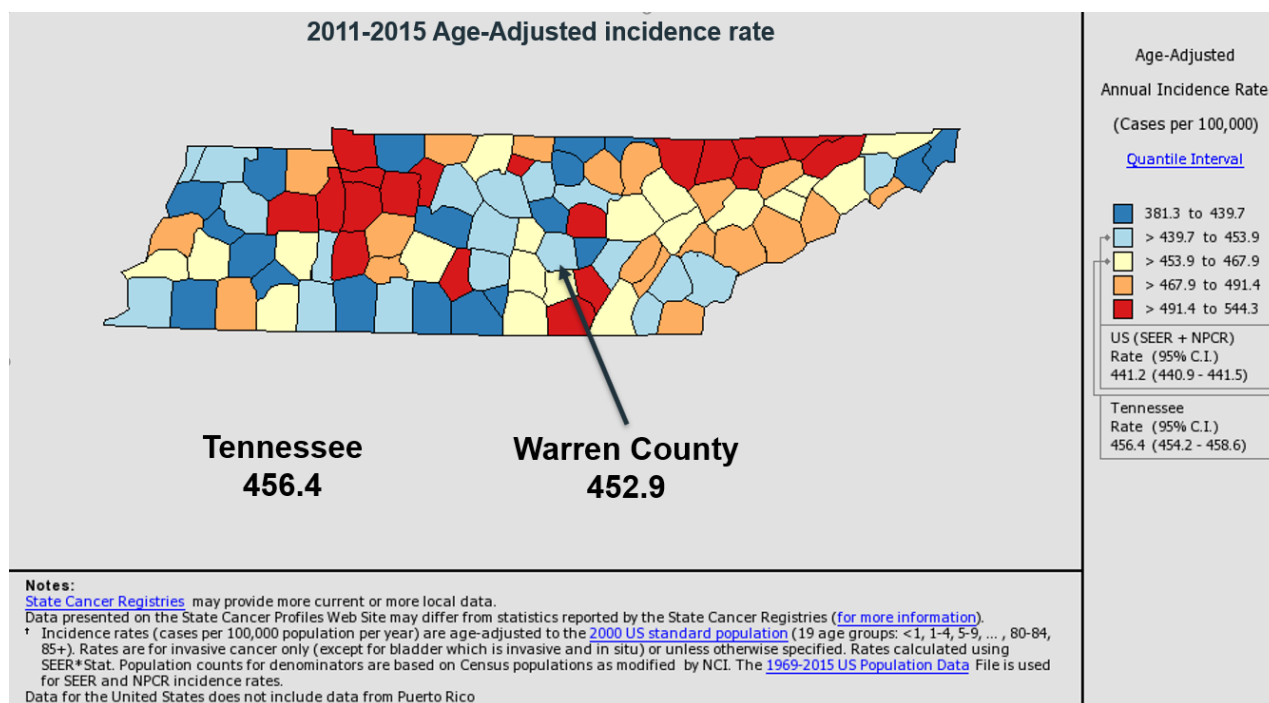 2011-2015 Age-Adjusted incidence rate
Age-Adjusted
Annual Incidence Rate
(Cases per 100,000)
Quantile Interval
381.3 to 439.7
> 439.7 to 453.9
> 453.9 to 467.9
> 467.9 to 491.4
> 491.4 to 544.3
US (SEER + NPCR)
Rate (95% C.I.)
441.2 (440.9 - 441.5)
Tennessee
Rate (95% C.I.)
456.4 (454.2 - 458.6)
Tennessee
456.4
Warren County
452.9
Notes:
State Cancer Registries may provide more current or more local data.
Data presented on the State Cancer Profiles Web Site may differ from statistics reported by the State Cancer Registries (for more information).
† Incidence rates (cases per 100,000 population per year) are age-adjusted to the 2000 US standard population (19 age groups: <1, 1-4, 5-9, ... , 80-84,
85+). Rates are for invasive cancer only (except for bladder which is invasive and in situ) or unless otherwise specified. Rates calculated using
SEER*Stat. Population counts for denominators are based on Census populations as modified by NCI. The 1969-2015 US Population Data File is used
for SEER and NPCR incidence rates.
Data for the United States does not include data from Puerto Rico